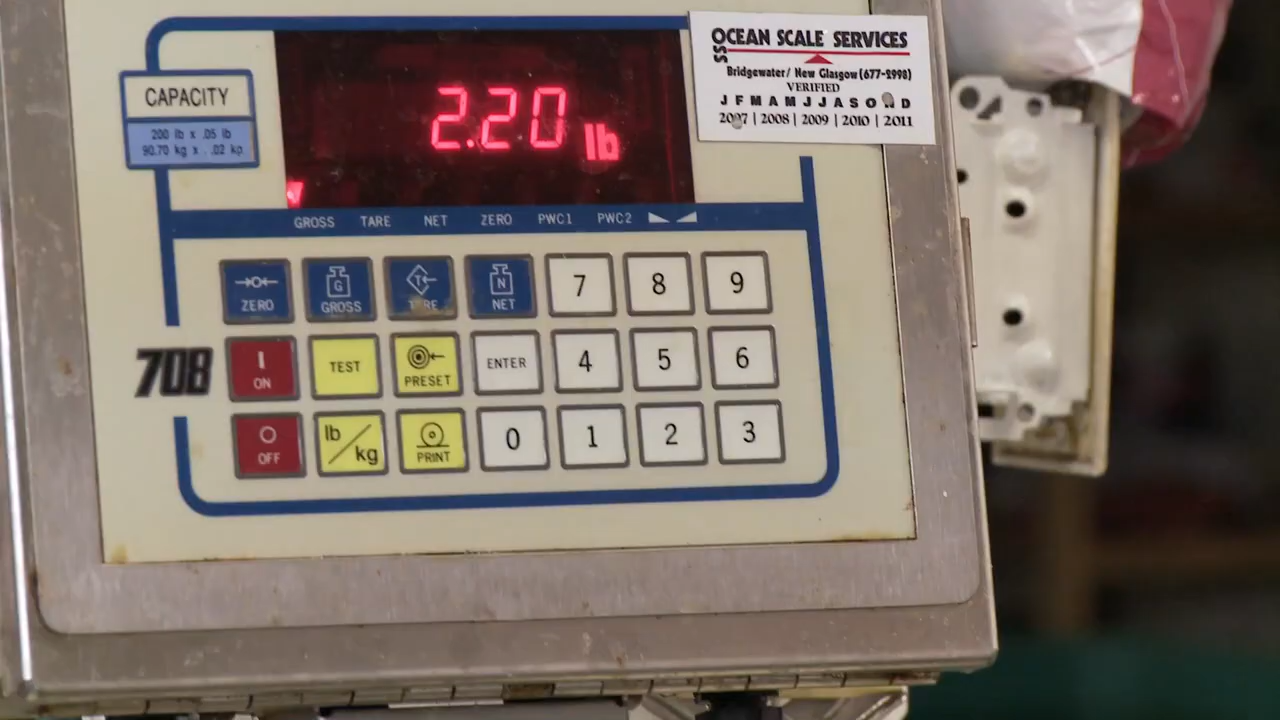 OCEAN SCALE SERVICES
OSS
Bridgewater/ New Glasgow (677-2998)
VERIFIED
J F M A M J J A S O N D
2007 | 2008 | 2009 | 2010 | 2011
CAPACITY
200 lb x .05 lb
90.70 kg x .02 kg
2.20 lb
GROSS TARE NET ZERO PWC1 PWC2
ZERO
G
GROSS
T
TARE
N
NET
7 8 9
708
I
ON
TEST
PRESET
ENTER
4 5 6
O
OFF
lb/kg
PRINT
0 1 2 3